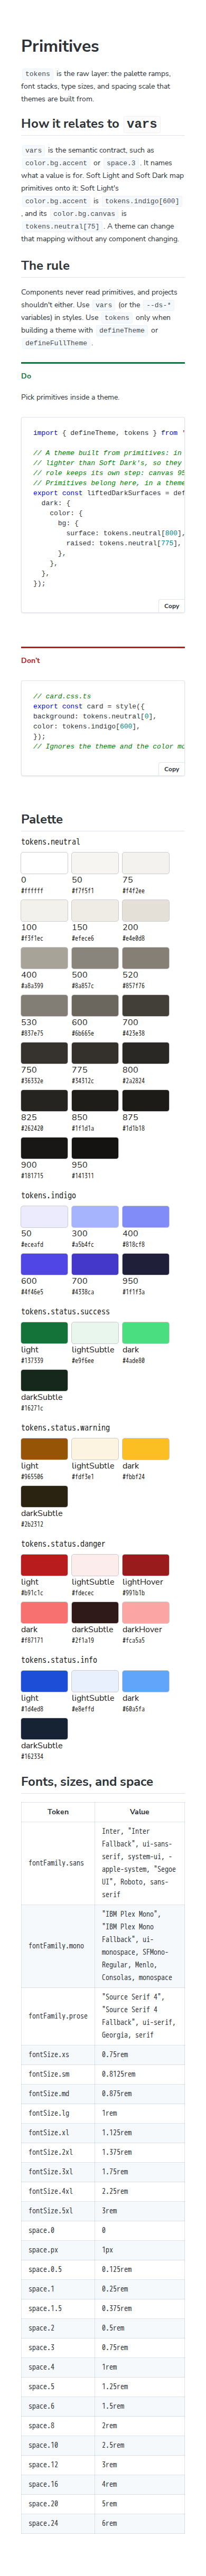 Primitives
tokens is the raw layer: the palette ramps,
font stacks, type sizes, and spacing scale that
themes are built from.
How it relates to vars
vars is the semantic contract, such as
color.bg.accent or space.3. It names
what a value is for. Soft Light and Soft Dark map
primitives onto it: Soft Light's
color.bg.accent is tokens.indigo[600]
, and its color.bg.canvas is
tokens.neutral[75]. A theme can change
that mapping without any component changing.
The rule
Components never read primitives, and projects
shouldn't either. Use vars (or the --ds-*
variables) in styles. Use tokens only when
building a theme with defineTheme or
defineFullTheme.
Do
Pick primitives inside a theme.
import { defineTheme, tokens } from '
// A theme built from primitives: in
// lighter than Soft Dark's, so they
// role keeps its own step: canvas 95
// Primitives belong here, in a theme
export const liftedDarkSurfaces = def
dark: {
color: {
bg: {
surface: tokens.neutral[800],
raised: tokens.neutral[775],
},
},
},
});
Copy
Don't
// card.css.ts
export const card = style({
background: tokens.neutral[0],
color: tokens.indigo[600],
});
// Ignores the theme and the color mo
Copy
Palette
tokens.neutral
0 50 75
#ffffff #f7f5f1 #f4f2ee
100 150 200
#f3f1ec #efece6 #e4e0d8
400 500 520
#a8a399 #8a857c #857f76
530 600 700
#837e75 #6b665e #423e38
750 775 800
#36332e #34312c #2a2824
825 850 875
#262420 #1f1d1a #1d1b18
900 950
#181715 #141311
tokens.indigo
50 300 400
#eceafd #a5b4fc #818cf8
600 700 950
#4f46e5 #4338ca #1f1f3a
tokens.status.success
light lightSubtle dark
#137339 #e9f6ee #4ade80
darkSubtle
#16271c
tokens.status.warning
light lightSubtle dark
#965506 #fdf3e1 #fbbf24
darkSubtle
#2b2312
tokens.status.danger
light lightSubtle lightHover
#b91c1c #fdecec #991b1b
dark darkSubtle darkHover
#f87171 #2f1a19 #fca5a5
tokens.status.info
light lightSubtle dark
#1d4ed8 #e8effd #60a5fa
darkSubtle
#162334
Fonts, sizes, and space
Token Value
fontFamily.sans Inter, "Inter
Fallback", ui-sans-
serif, system-ui, -
apple-system, "Segoe
UI", Roboto, sans-
serif
fontFamily.mono "IBM Plex Mono",
"IBM Plex Mono
Fallback", ui-
monospace, SFMono-
Regular, Menlo,
Consolas, monospace
fontFamily.prose "Source Serif 4",
"Source Serif 4
Fallback", ui-serif,
Georgia, serif
fontSize.xs 0.75rem
fontSize.sm 0.8125rem
fontSize.md 0.875rem
fontSize.lg 1rem
fontSize.xl 1.125rem
fontSize.2xl 1.375rem
fontSize.3xl 1.75rem
fontSize.4xl 2.25rem
fontSize.5xl 3rem
space.0 0
space.px 1px
space.0.5 0.125rem
space.1 0.25rem
space.1.5 0.375rem
space.2 0.5rem
space.3 0.75rem
space.4 1rem
space.5 1.25rem
space.6 1.5rem
space.8 2rem
space.10 2.5rem
space.12 3rem
space.16 4rem
space.20 5rem
space.24 6rem